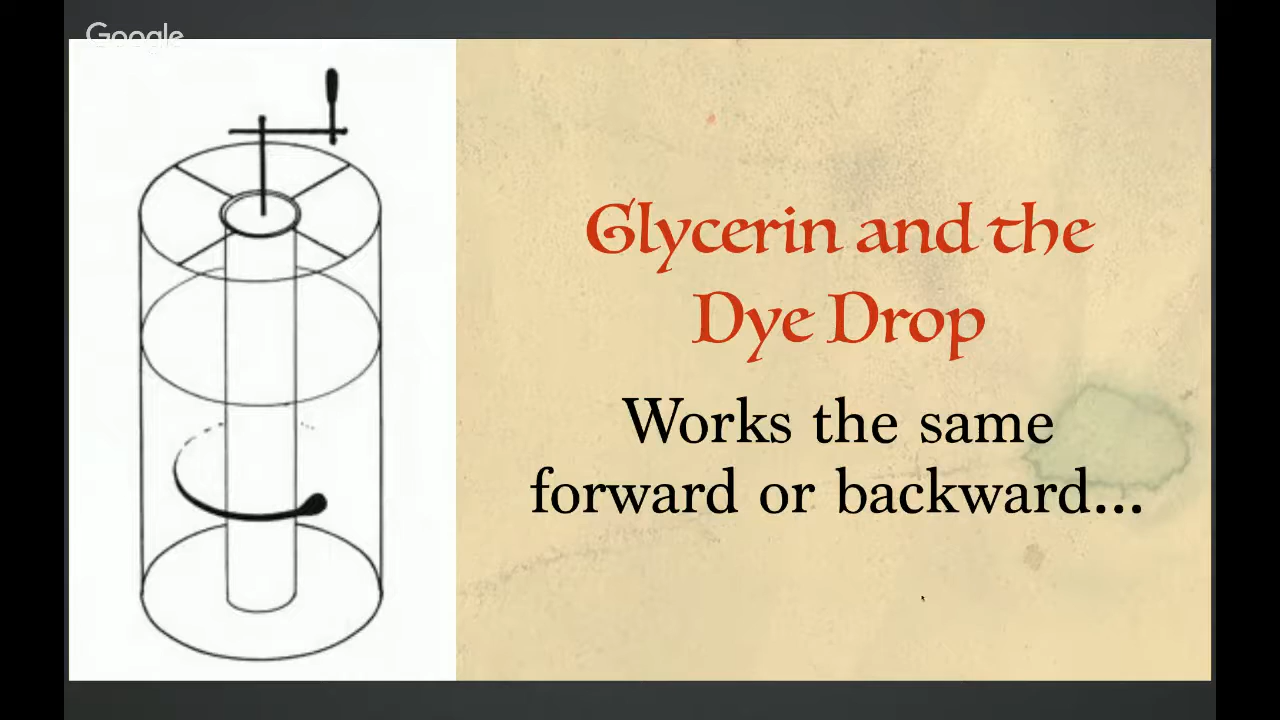 Google
Glycerin and the
Dye Drop
Works the same
forward or backward...